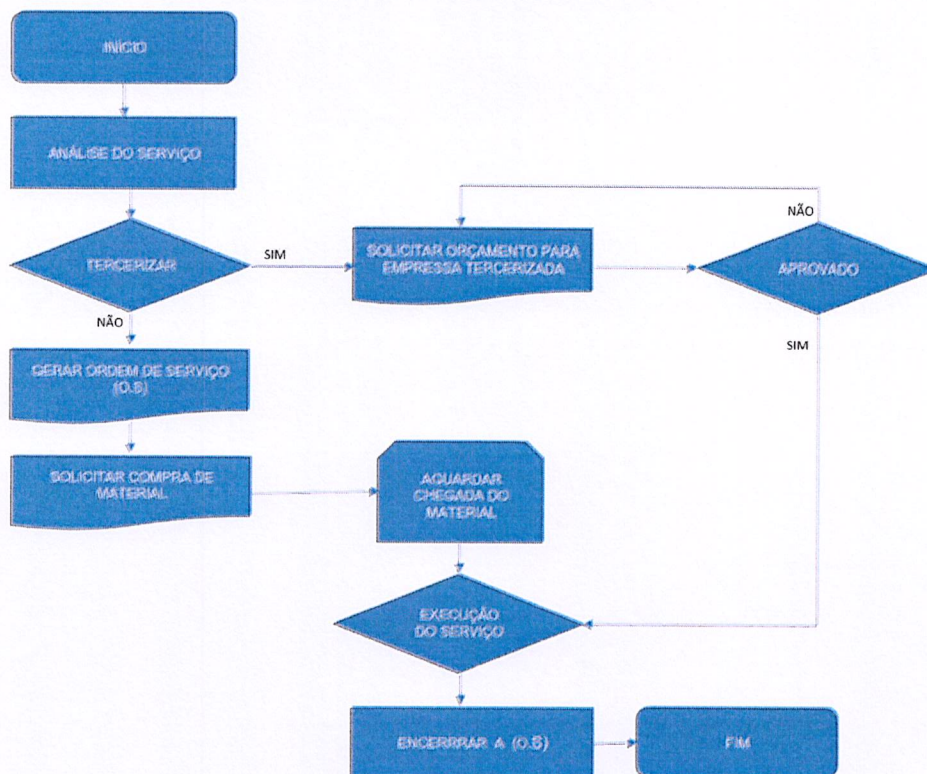 INÍCIO
ANÁLISE DO SERVIÇO
NÃO
TERCERIZAR
SIM
SOLICITAR ORÇAMENTO PARA
EMPRESSA TERCERIZADA
APROVADO
NÃO
SIM
GERAR ORDEM DE SERVIÇO
(O.S)
SOLICITAR COMPRA DE
MATERIAL
AGUARDAR
CHEGADA DO
MATERIAL
EXECUÇÃO
DO SERVIÇO
ENCERRRAR A (O.S)
FIM